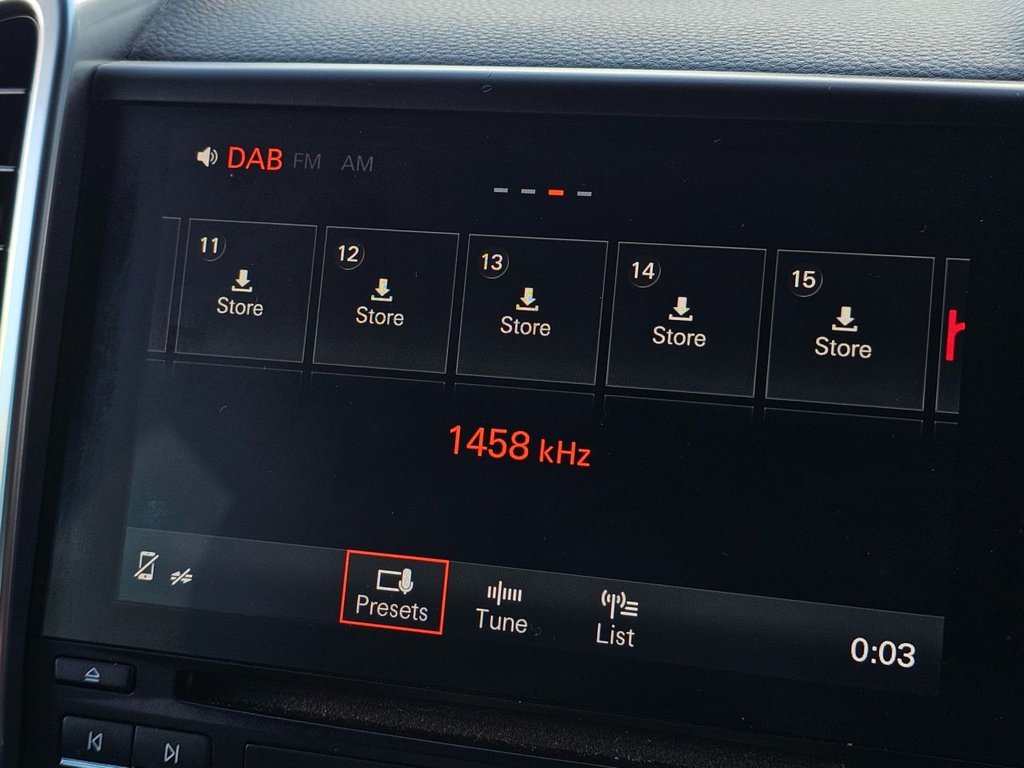 DAB FM AM
11 12 13 14 15
Store Store Store Store Store
1458 kHz
Presets Tune List
0:03